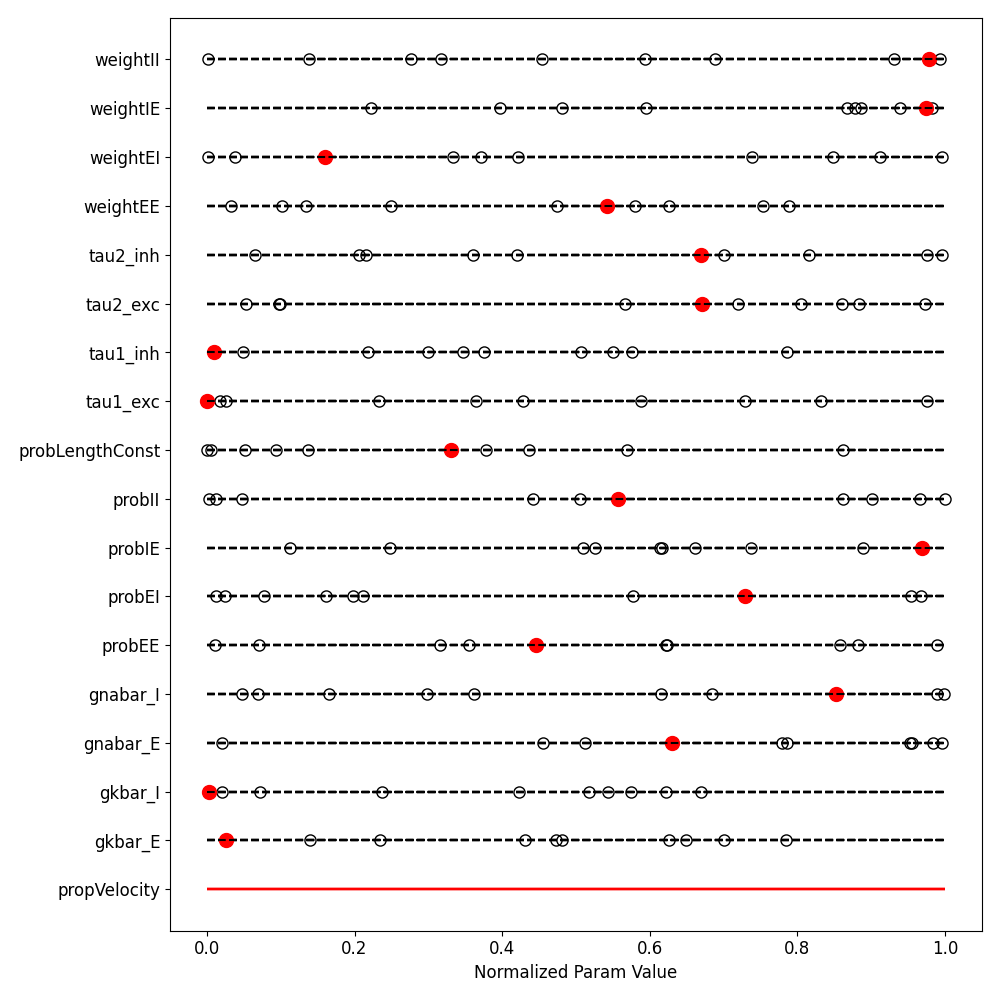 weightII
weightIE
weightEI
weightEE
tau2_inh
tau2_exc
tau1_inh
tau1_exc
probLengthConst
probII
probIE
probEI
probEE
gnabar_I
gnabar_E
gkbar_I
gkbar_E
propVelocity
0.0 0.2 0.4 0.6 0.8 1.0
Normalized Param Value